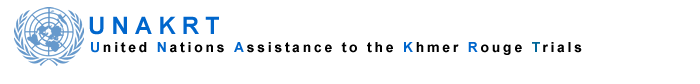 UNAKRT
United Nations Assistance to the Khmer Rouge Trials